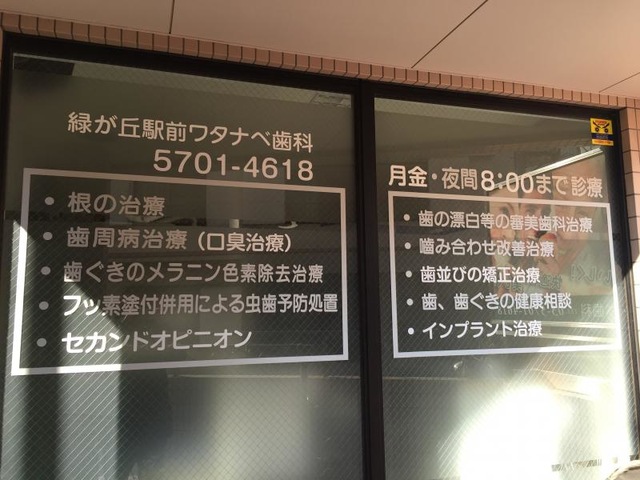 緑が丘駅前ワタナベ歯科
5701-4618
・根の治療
・歯周病治療（口臭治療）
・歯ぐきのメラニン色素除去治療
・フッ素塗付併用による虫歯予防処置
・セカンドオピニオン
月金・夜間8:00まで診療
・歯の漂白等の審美歯科治療
・噛み合わせ改善治療
・歯並びの矯正治療
・歯、歯ぐきの健康相談
・インプラント治療